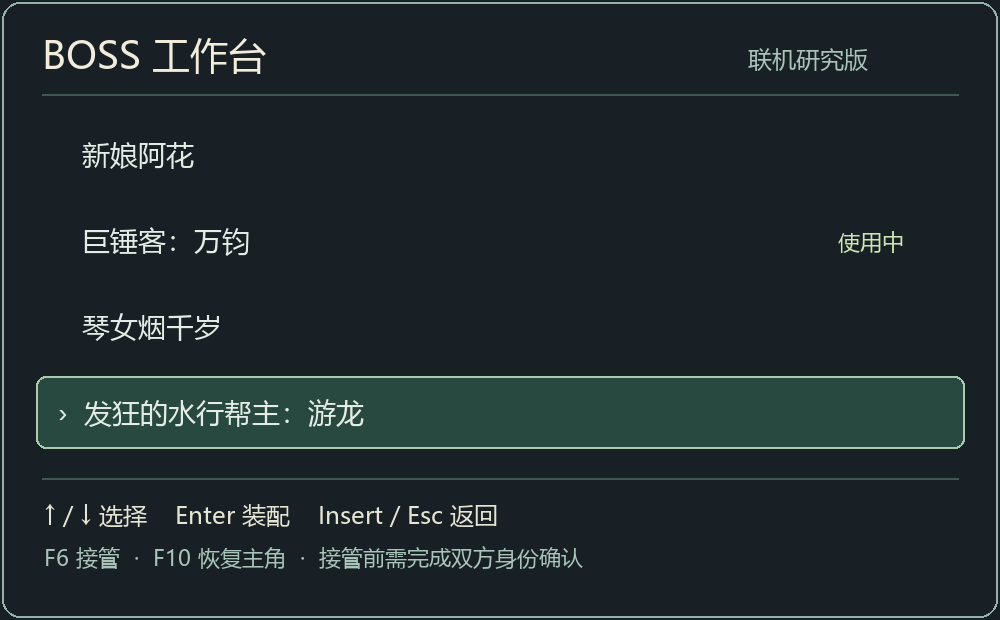 BOSS 工作台
联机研究版
新娘阿花
巨锤客：万钧
使用中
琴女烟千岁
› 发狂的水行帮主：游龙
↑/↓选择 Enter 装配 Insert / Esc 返回
F6 接管 · F10 恢复主角 · 接管前需完成双方身份确认